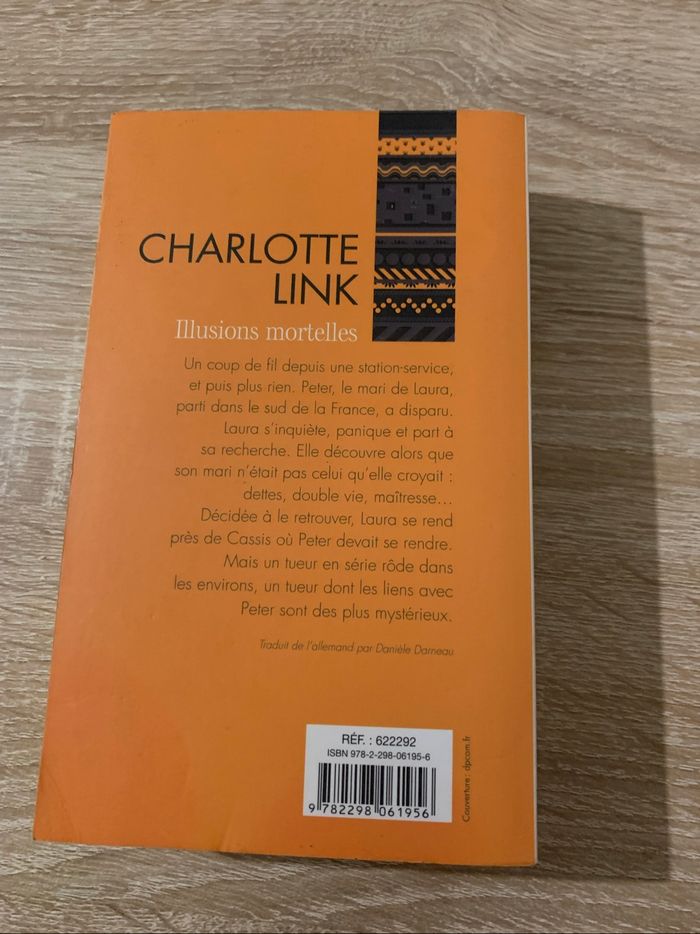 CHARLOTTE
LINK
Illusions mortelles
Un coup de fil depuis une station-service,
et puis plus rien. Peter, le mari de Laura,
parti dans le sud de la France, a disparu.
Laura s'inquiète, panique et part à
sa recherche. Elle découvre alors que
son mari n'était pas celui qu'elle croyait :
dettes, double vie, maîtresse…
Décidée à le retrouver, Laura se rend
près de Cassis où Peter devait se rendre.
Mais un tueur en série rôde dans
les environs, un tueur dont les liens avec
Peter sont des plus mystérieux.
Traduit de l'allemand par Danièle Darneau
RÉF. : 622292
ISBN 978-2-298-06195-6
9 782298 061956
Couverture : dpcom.fr